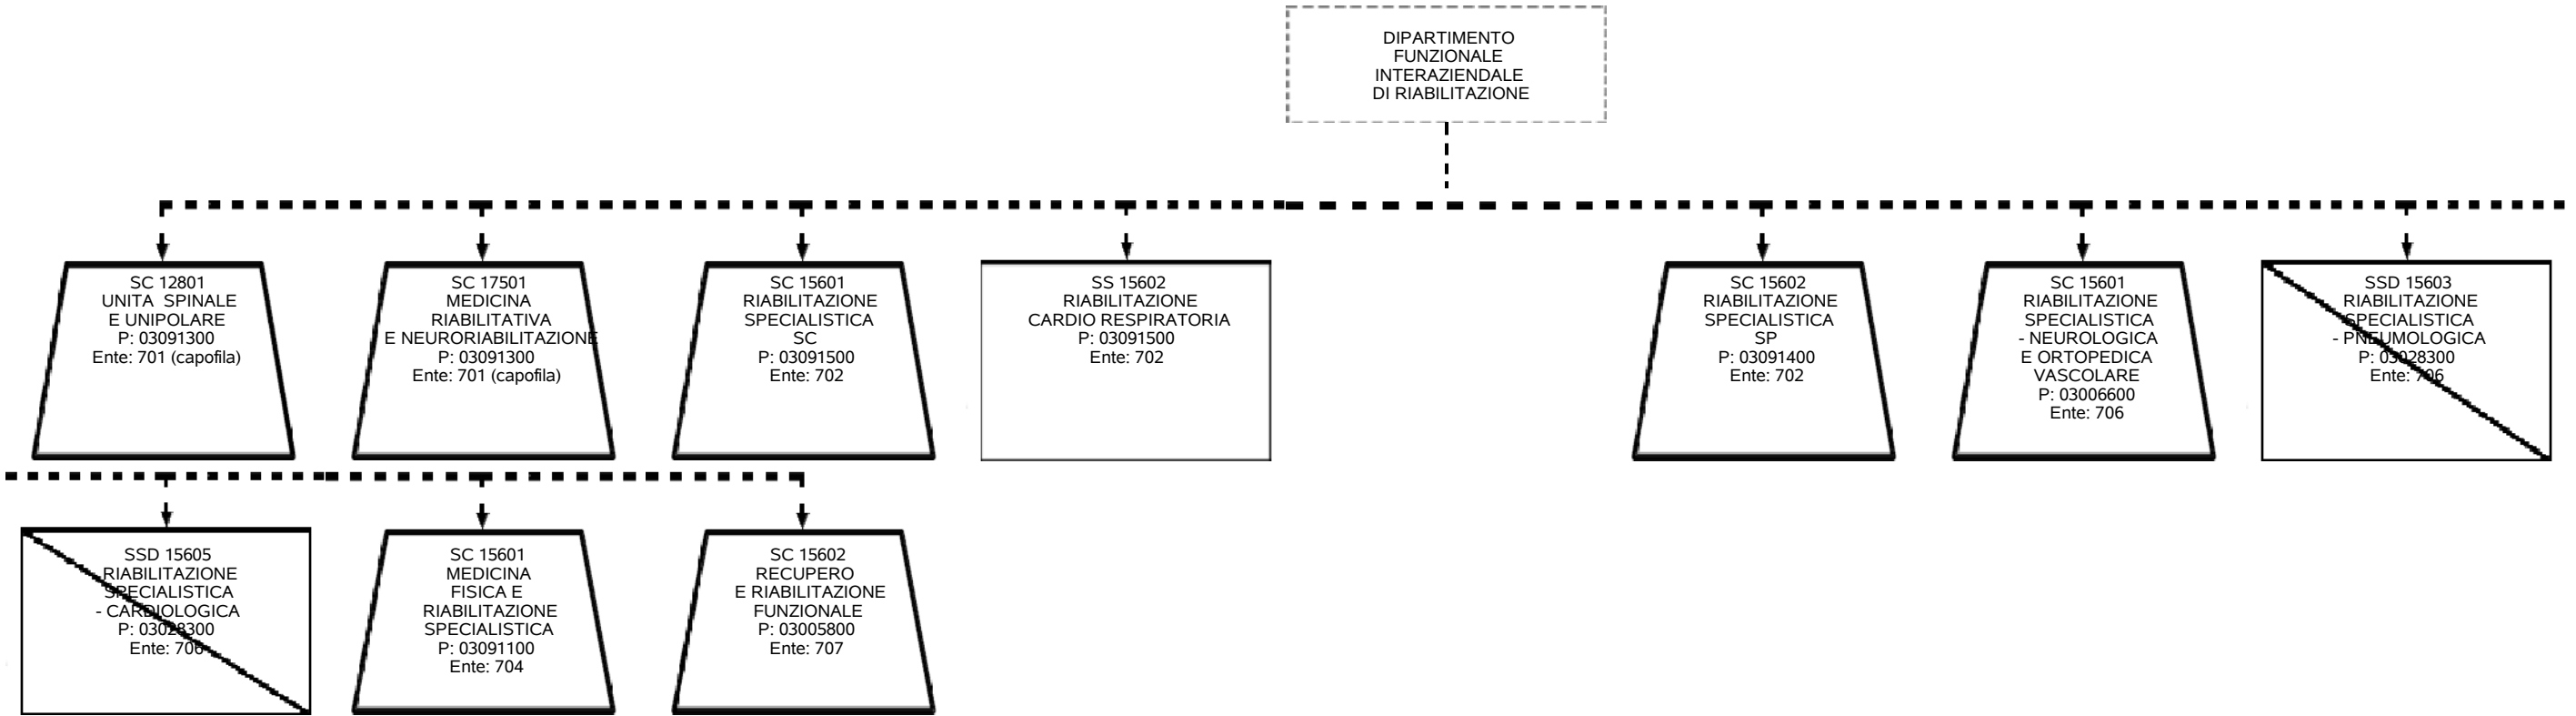 DIPARTIMENTO
FUNZIONALE
INTERAZIENDALE
DI RIABILITAZIONE
SC 12801
UNITA SPINALE
E UNIPOLARE
P: 03091300
Ente: 701 (capofila)
SC 17501
MEDICINA
RIABILITATIVA
E NEURORIABILITAZIONE
P: 03091300
Ente: 701 (capofila)
SC 15601
RIABILITAZIONE
SPECIALISTICA
SC
P: 03091500
Ente: 702
SS 15602
RIABILITAZIONE
CARDIO RESPIRATORIA
P: 03091500
Ente: 702
SC 15602
RIABILITAZIONE
SPECIALISTICA
SP
P: 03091400
Ente: 702
SC 15601
RIABILITAZIONE
SPECIALISTICA
- NEUROLOGICA
E ORTOPEDICA
VASCOLARE
P: 03006600
Ente: 706
SSD 15603
RIABILITAZIONE
SPECIALISTICA
- PNEUMOLOGICA
P: 03028300
Ente: 706
SSD 15605
RIABILITAZIONE
SPECIALISTICA
- CARDIOLOGICA
P: 03028300
Ente: 706
SC 15601
MEDICINA
FISICA E
RIABILITAZIONE
SPECIALISTICA
P: 03091100
Ente: 704
SC 15602
RECUPERO
E RIABILITAZIONE
FUNZIONALE
P: 03005800
Ente: 707